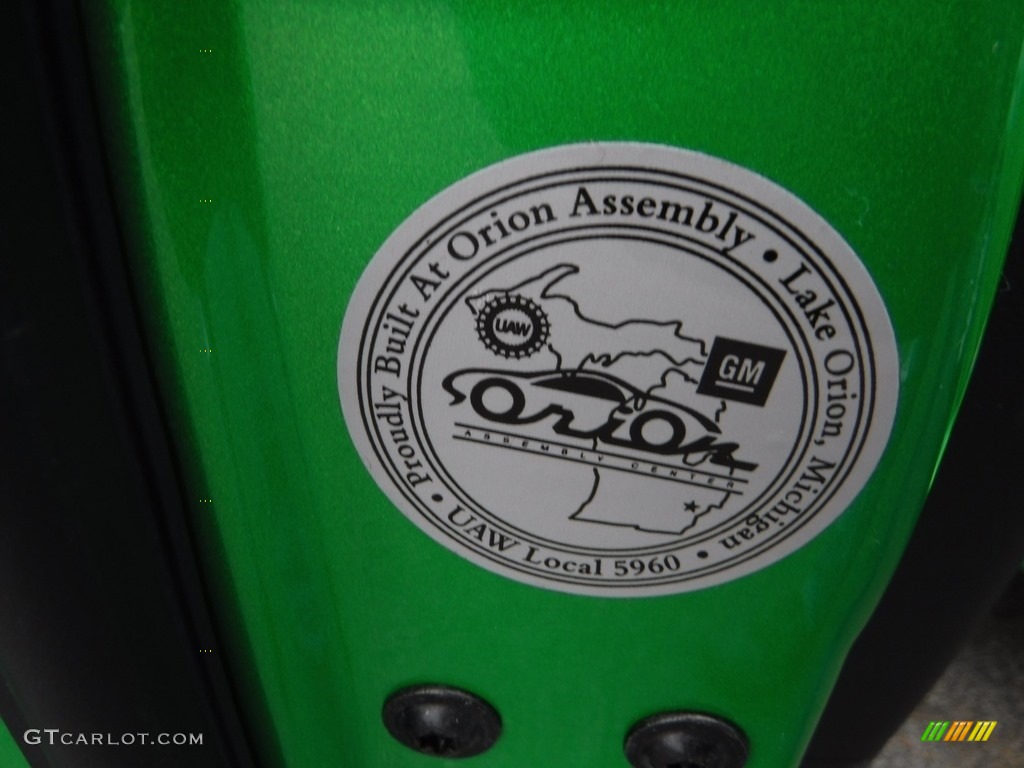 Proudly Built At Orion Assembly • Lake Orion, Michigan • UAW Local 5960 •
UAW
GM
Orion
ASSEMBLY CENTER
GTCARLOT.COM